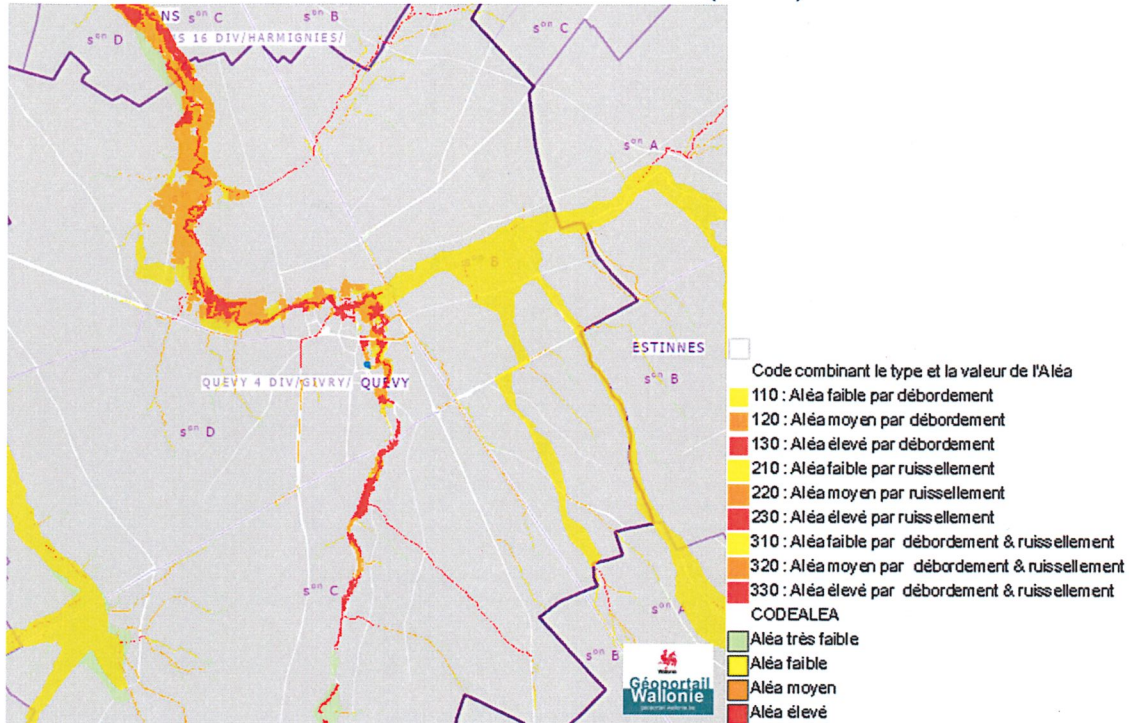 NS
sᵒⁿ C
sᵒⁿ B
sᵒⁿ D
S 16 DIV/HARMIGNIES/
sᵒⁿ C
sᵒⁿ A
B
ESTINNES
sᵒⁿ B
QUEVY 4 DIV/GIVRY/
QUEVY
sᵒⁿ D
sᵒⁿ C
sᵒⁿ A
sᵒⁿ B
Wallonie
Géoportail
Wallonie
geoportail.wallonie.be
Code combinant le type et la valeur de l'Aléa
110 : Aléa faible par débordement
120 : Aléa moyen par débordement
130 : Aléa élevé par débordement
210 : Aléa faible par ruissellement
220 : Aléa moyen par ruissellement
230 : Aléa élevé par ruissellement
310 : Aléa faible par débordement & ruissellement
320 : Aléa moyen par débordement & ruissellement
330 : Aléa élevé par débordement & ruissellement
CODEALEA
Aléa très faible
Aléa faible
Aléa moyen
Aléa élevé